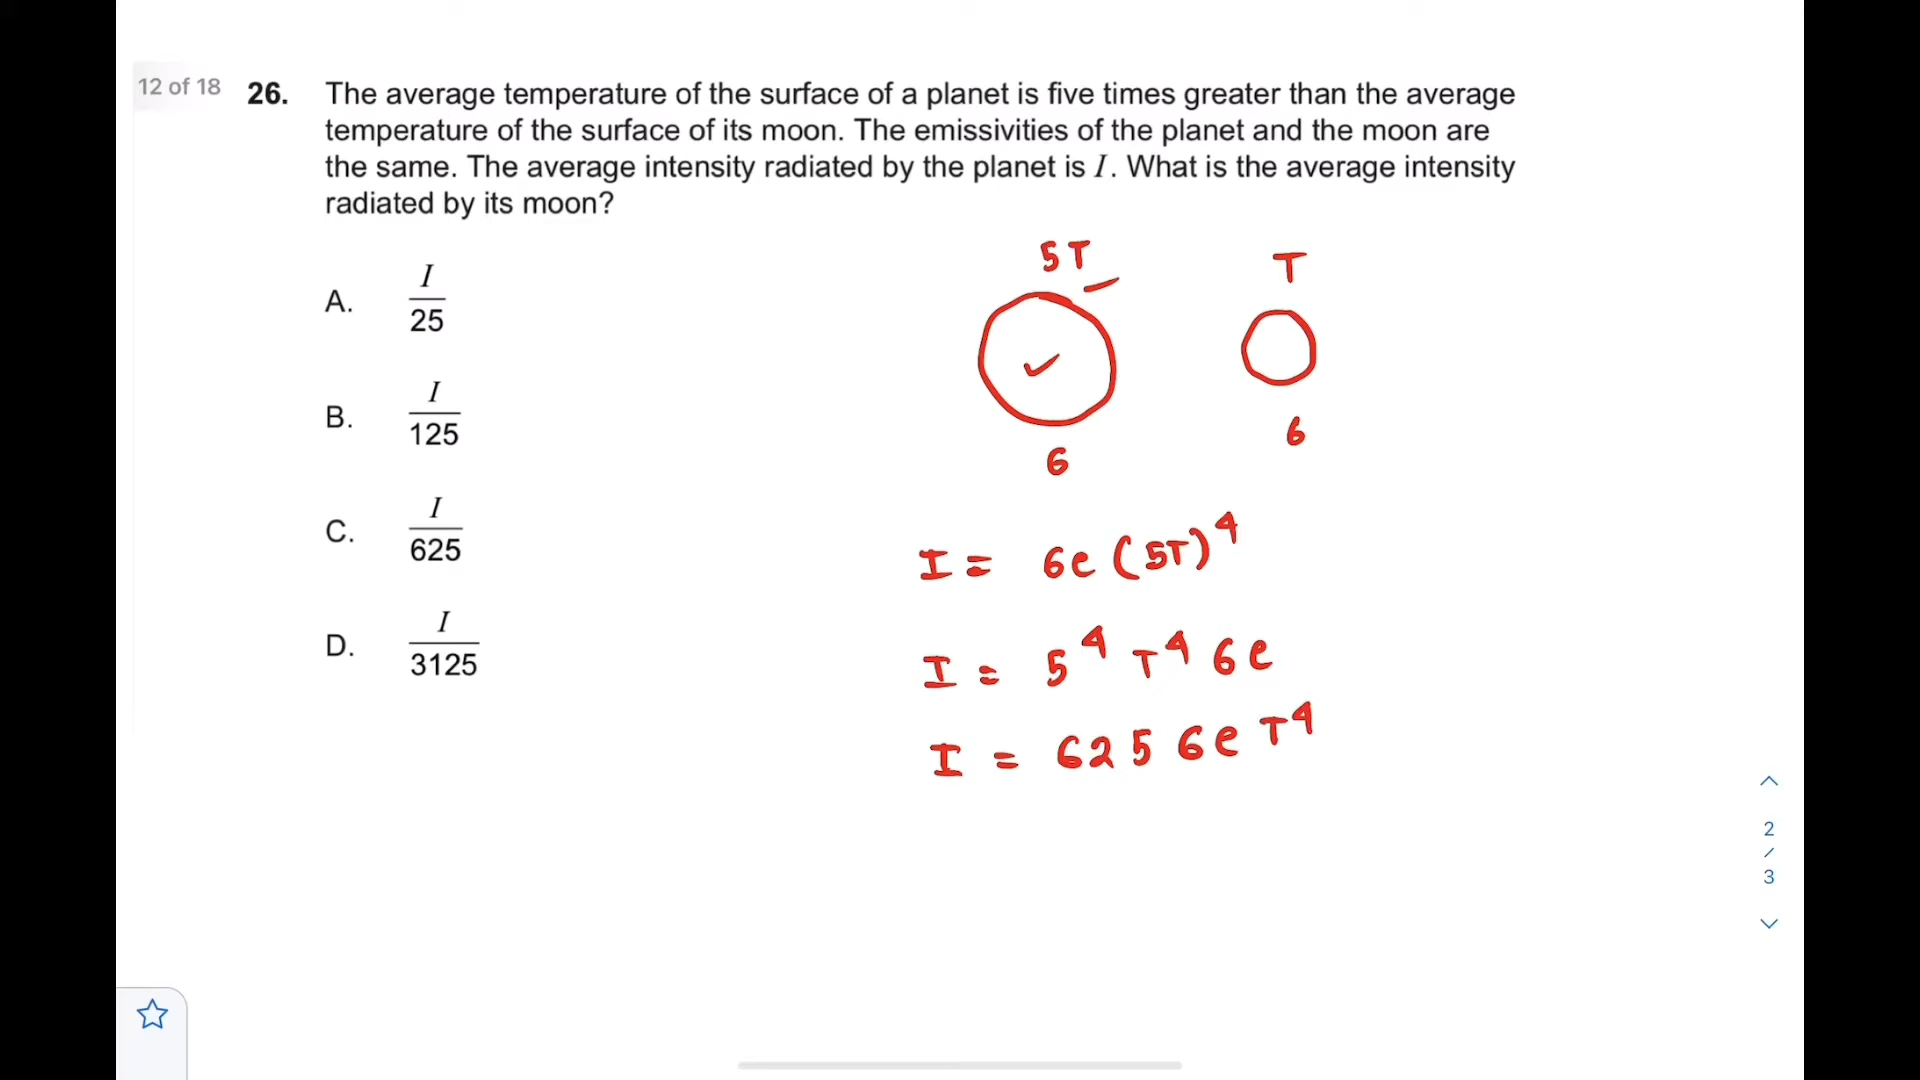 12 of 18
26. The average temperature of the surface of a planet is five times greater than the average
temperature of the surface of its moon. The emissivities of the planet and the moon are
the same. The average intensity radiated by the planet is I. What is the average intensity
radiated by its moon?
A. I/25
B. I/125
C. I/625
D. I/3125
5T
T
6
6
I = 6e (5T)^4
I = 5^4 T^4 6e
I = 625 6e T^4
2
/
3